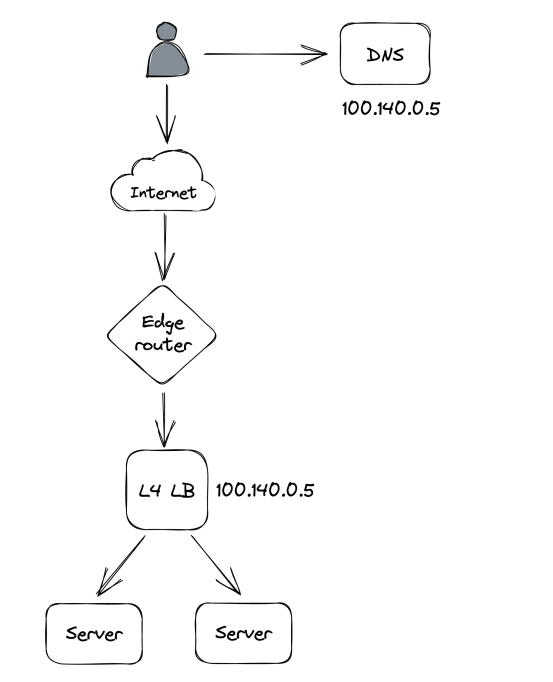 DNS
100.140.0.5
Internet
Edge
router
L4 LB
100.140.0.5
Server
Server